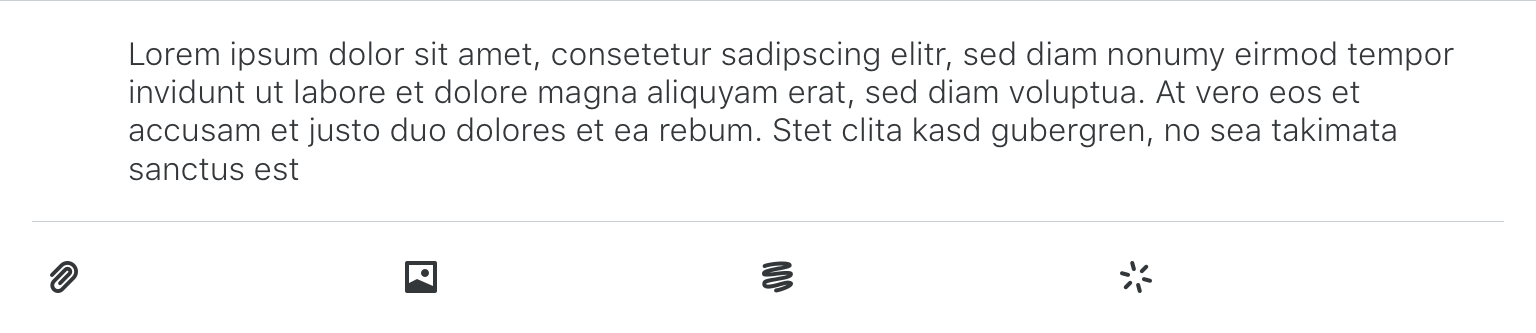 Lorem ipsum dolor sit amet, consetetur sadipscing elitr, sed diam nonumy eirmod tempor
invidunt ut labore et dolore magna aliquyam erat, sed diam voluptua. At vero eos et
accusam et justo duo dolores et ea rebum. Stet clita kasd gubergren, no sea takimata
sanctus est